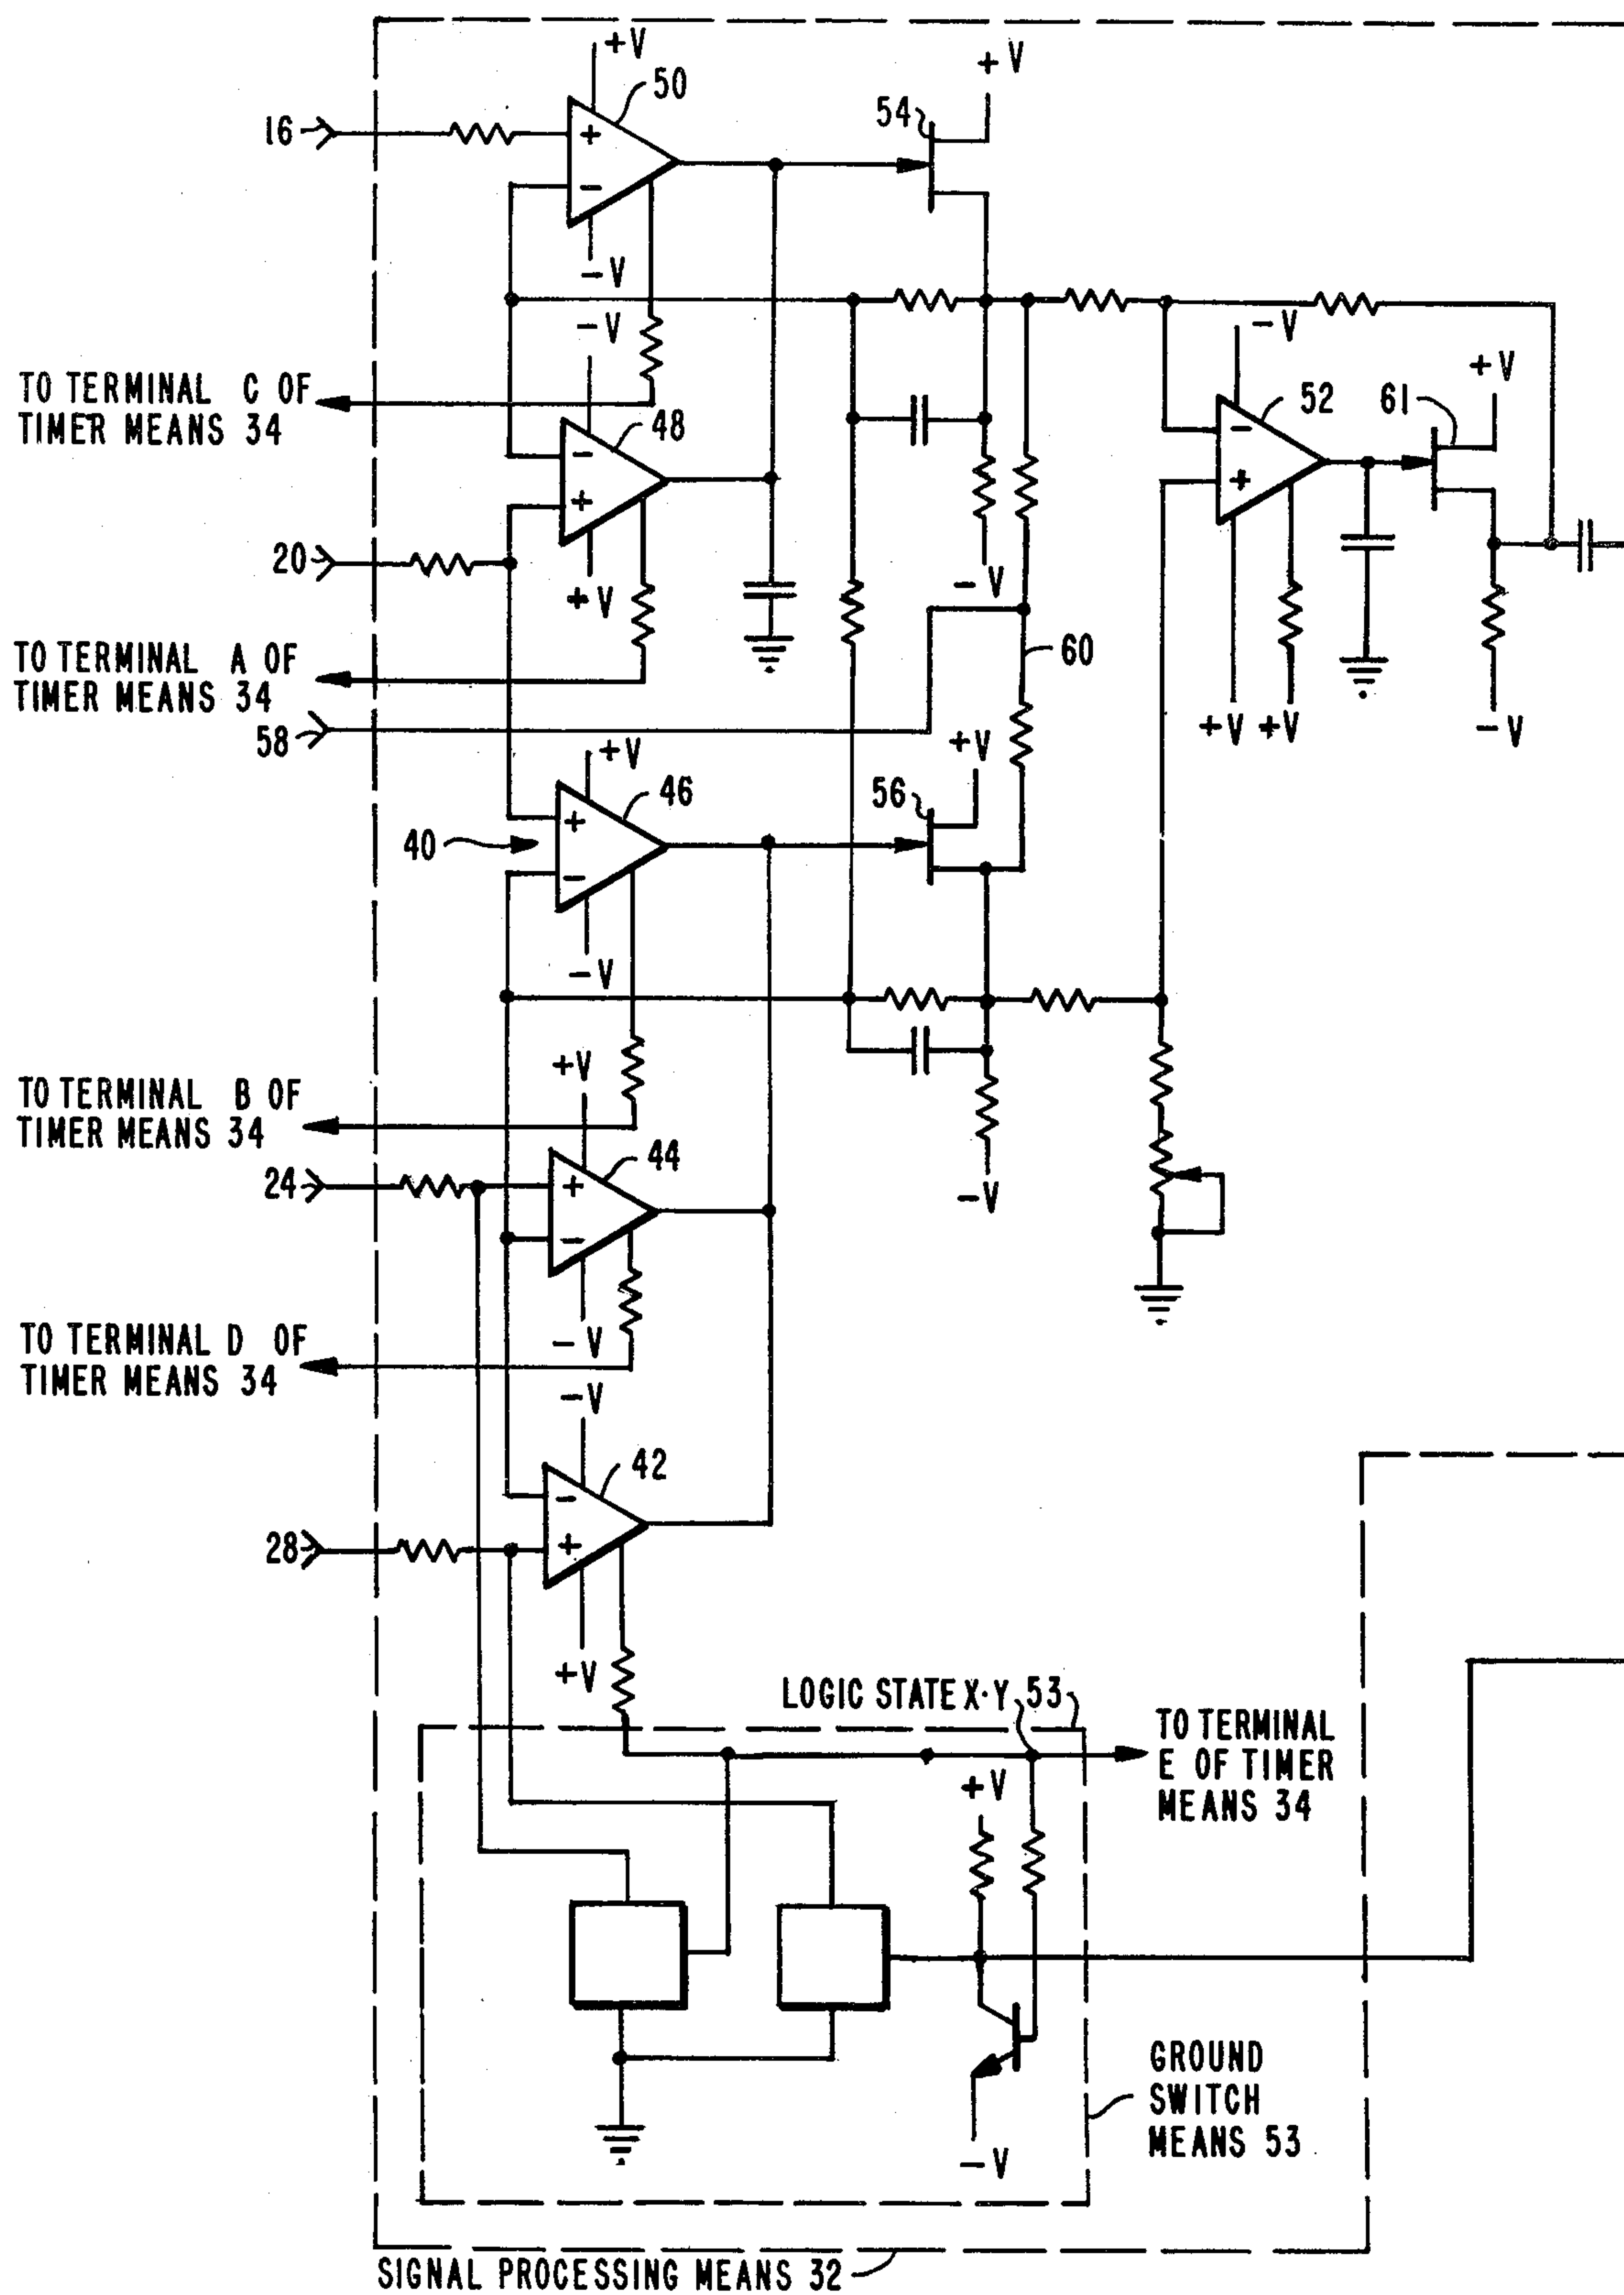 +V
50
+V
54
16
+
−
−V
−V
TO TERMINAL C OF
TIMER MEANS 34
48
−
+
−V
+V
52
61
−
+
20
+V
−V
TO TERMINAL A OF
TIMER MEANS 34
60
58
+V
+V
+V
+V
−V
46
56
40
+
−
−V
+V
TO TERMINAL B OF
TIMER MEANS 34
24
44
+
−
−V
TO TERMINAL D OF
TIMER MEANS 34
−V
−V
42
−
+
28
+V
LOGIC STATE X·Y
53
TO TERMINAL
E OF TIMER
MEANS 34
+V
GROUND
SWITCH
MEANS 53
−V
SIGNAL PROCESSING MEANS 32